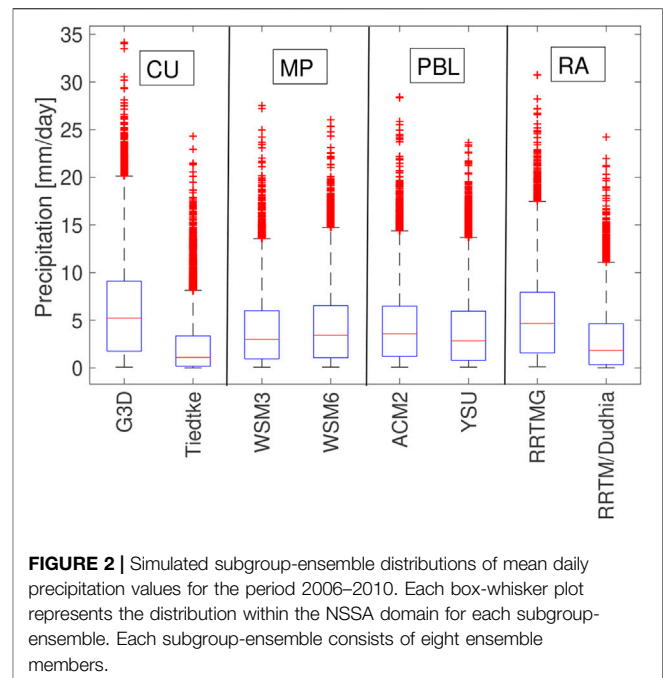 35
30
25
20
15
10
5
0
Precipitation [mm/day]
CU
MP
PBL
RA
G3D
Tiedtke
WSM3
WSM6
ACM2
YSU
RRTMG
RRTM/Dudhia
FIGURE 2 | Simulated subgroup-ensemble distributions of mean daily
precipitation values for the period 2006–2010. Each box-whisker plot
represents the distribution within the NSSA domain for each subgroup-
ensemble. Each subgroup-ensemble consists of eight ensemble
members.